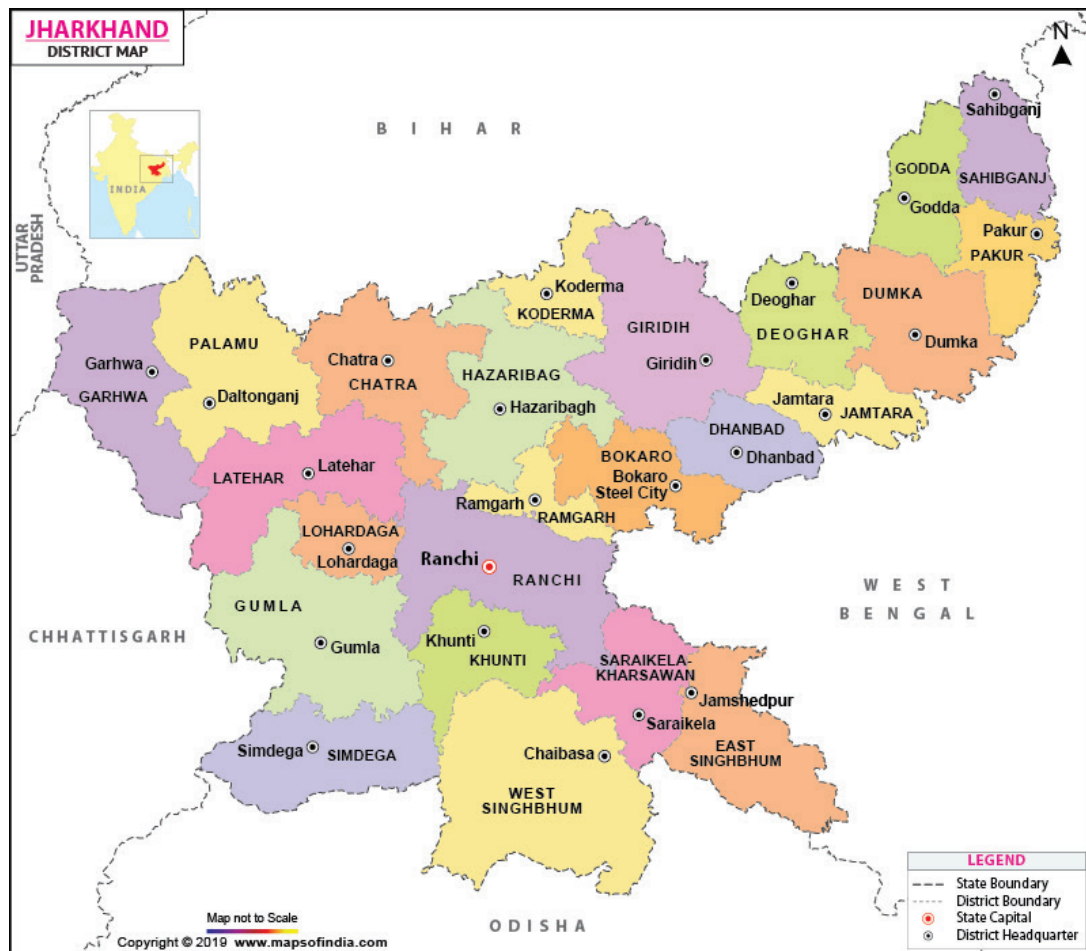 JHARKHAND
DISTRICT MAP
N
BIHAR
INDIA
UTTAR
PRADESH
Sahibganj
GODDA
SAHIBGANJ
Godda
Pakur
PAKUR
Koderma
KODERMA
Deoghar
DEOGHAR
DUMKA
Dumka
GIRIDIH
Giridih
PALAMU
Garhwa
GARHWA
Daltonganj
Chatra
CHATRA
HAZARIBAG
Hazaribagh
Jamtara
JAMTARA
DHANBAD
Dhanbad
BOKARO
Bokaro
Steel City
LATEHAR
Latehar
Ramgarh
RAMGARH
LOHARDAGA
Lohardaga
Ranchi
RANCHI
WEST
BENGAL
GUMLA
Gumla
CHHATTISGARH
Khunti
KHUNTI
SARAIKELA-
KHARSAWAN
Jamshedpur
Saraikela
Simdega
SIMDEGA
Chaibasa
EAST
SINGHBHUM
WEST
SINGHBHUM
ODISHA
LEGEND
State Boundary
District Boundary
State Capital
District Headquarter
Map not to Scale
Copyright © 2019 www.mapsofindia.com